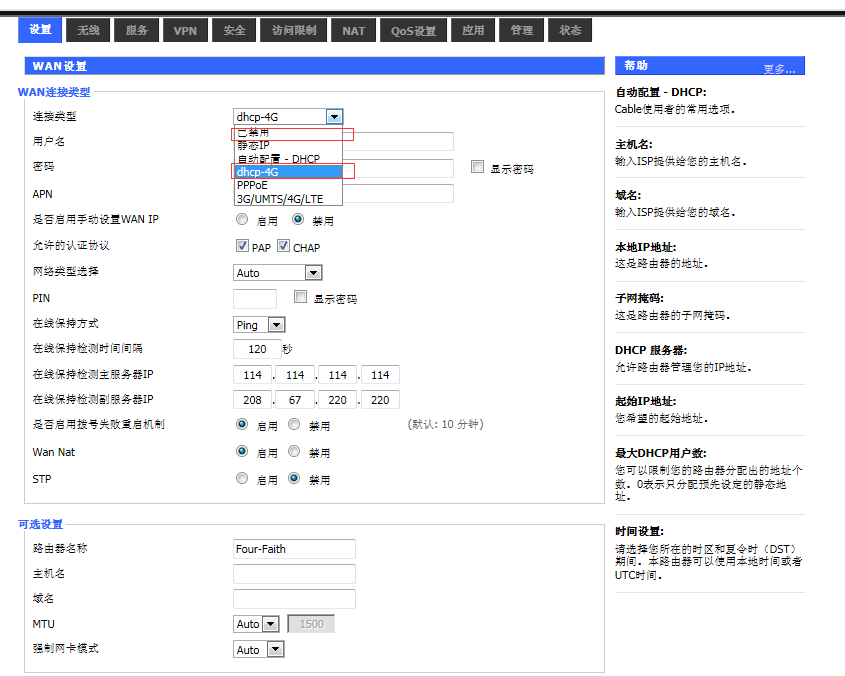 设置 无线 服务 VPN 安全 访问限制 NAT QoS设置 应用 管理 状态
WAN设置
WAN连接类型
连接类型 dhcp-4G
已禁用
用户名
静态IP
自动配置 - DHCP
密码 显示密码
dhcp-4G
PPPoE
APN
3G/UMTS/4G/LTE
是否启用手动设置WAN IP 启用 禁用
允许的认证协议 PAP CHAP
网络类型选择 Auto
PIN 显示密码
在线保持方式 Ping
在线保持检测时间间隔 120 秒
在线保持检测主服务器IP 114 . 114 . 114 . 114
在线保持检测副服务器IP 208 . 67 . 220 . 220
是否启用拨号失败重启机制 启用 禁用 (默认: 10 分钟)
Wan Nat 启用 禁用
STP 启用 禁用
可选设置
路由器名称 Four-Faith
主机名
域名
MTU Auto 1500
强制网卡模式 Auto
帮助 更多...
自动配置 - DHCP:
Cable使用者的常用选项.
主机名:
输入ISP提供给您的主机名.
域名:
输入ISP提供给您的域名.
本地IP地址:
这是路由器的地址.
子网掩码:
这是路由器的子网掩码.
DHCP 服务器:
允许路由器管理您的IP地址.
起始IP地址:
您希望的起始地址.
最大DHCP用户数:
您可以限制您的路由器分配出的地址个
数. 0表示只分配预先设定的静态地
址.
时间设置:
请选择您所在的时区和夏令时（DST）
期间. 本路由器可以使用本地时间或者
UTC时间.